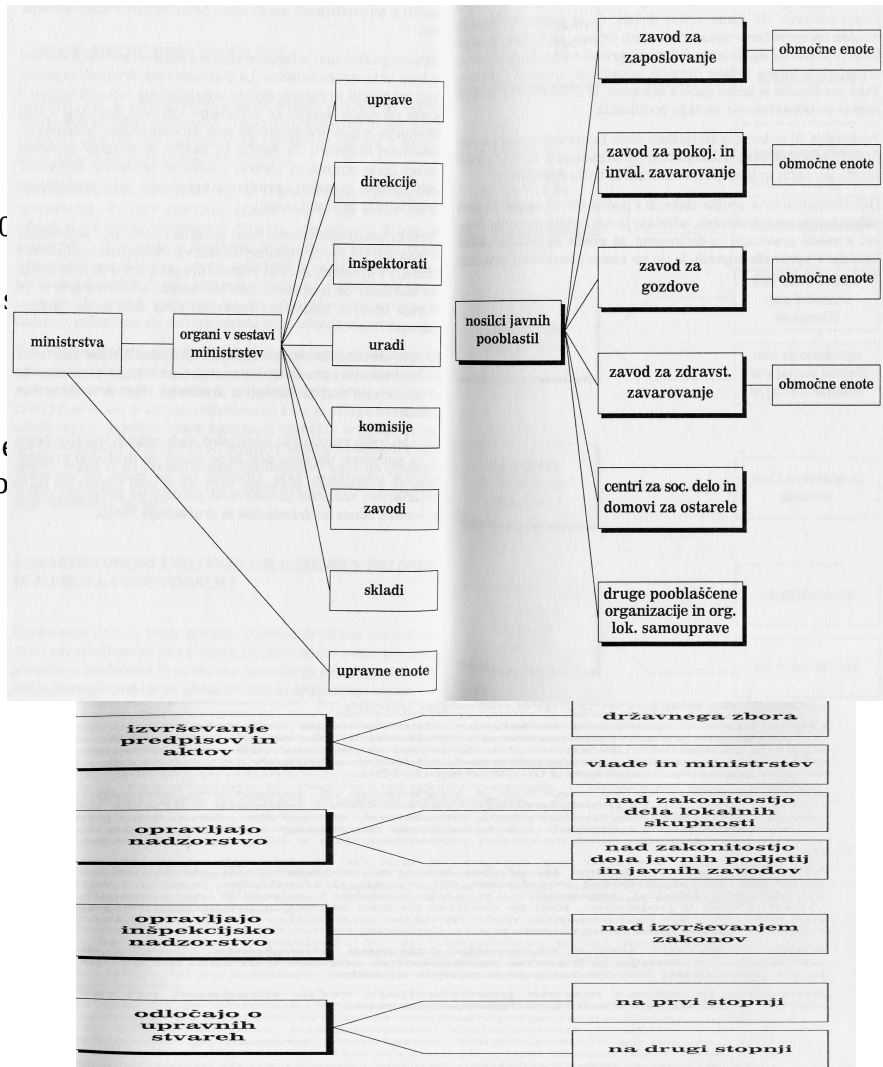 ministrstva
organi v sestavi
ministrstev
uprave
direkcije
inšpektorati
uradi
komisije
zavodi
skladi
upravne enote
nosilci javnih
pooblastil
zavod za
zaposlovanje
območne enote
zavod za pokoj. in
inval. zavarovanje
območne enote
zavod za
gozdove
območne enote
zavod za zdravst.
zavarovanje
območne enote
centri za soc. delo in
domovi za ostarele
druge pooblaščene
organizacije in org.
lok. samouprave
izvrševanje
predpisov in
aktov
državnega zbora
vlade in ministrstev
opravljajo
nadzorstvo
nad zakonitostjo
dela lokalnih
skupnosti
nad zakonitostjo
dela javnih podjetij
in javnih zavodov
opravljajo
inšpekcijsko
nadzorstvo
nad izvrševanjem
zakonov
odločajo o
upravnih
stvareh
na prvi stopnji
na drugi stopnji